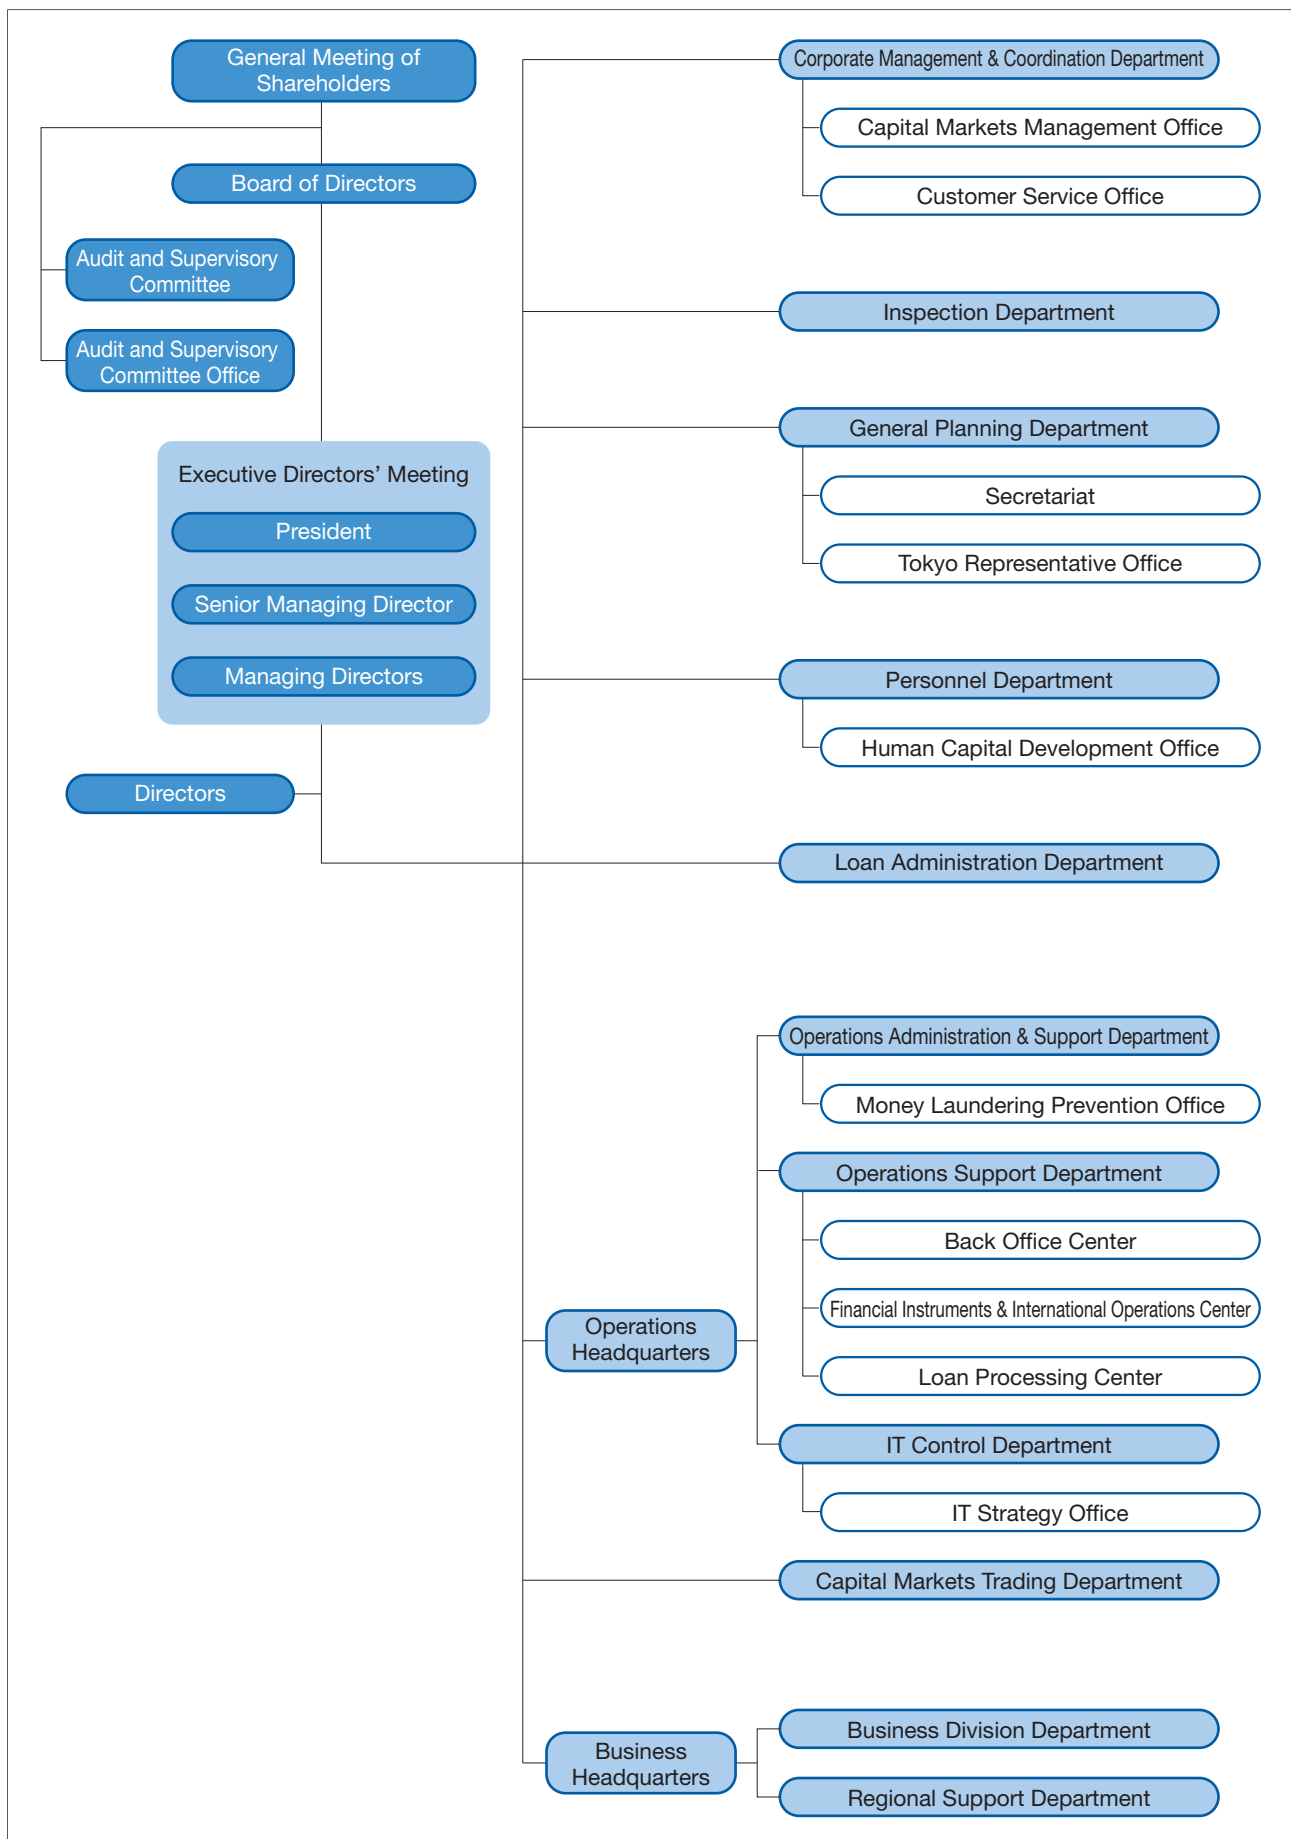 General Meeting of
Shareholders
Board of Directors
Audit and Supervisory
Committee
Audit and Supervisory
Committee Office
Executive Directors’ Meeting
President
Senior Managing Director
Managing Directors
Directors
Corporate Management & Coordination Department
Capital Markets Management Office
Customer Service Office
Inspection Department
General Planning Department
Secretariat
Tokyo Representative Office
Personnel Department
Human Capital Development Office
Loan Administration Department
Operations
Headquarters
Operations Administration & Support Department
Money Laundering Prevention Office
Operations Support Department
Back Office Center
Financial Instruments & International Operations Center
Loan Processing Center
IT Control Department
IT Strategy Office
Capital Markets Trading Department
Business
Headquarters
Business Division Department
Regional Support Department